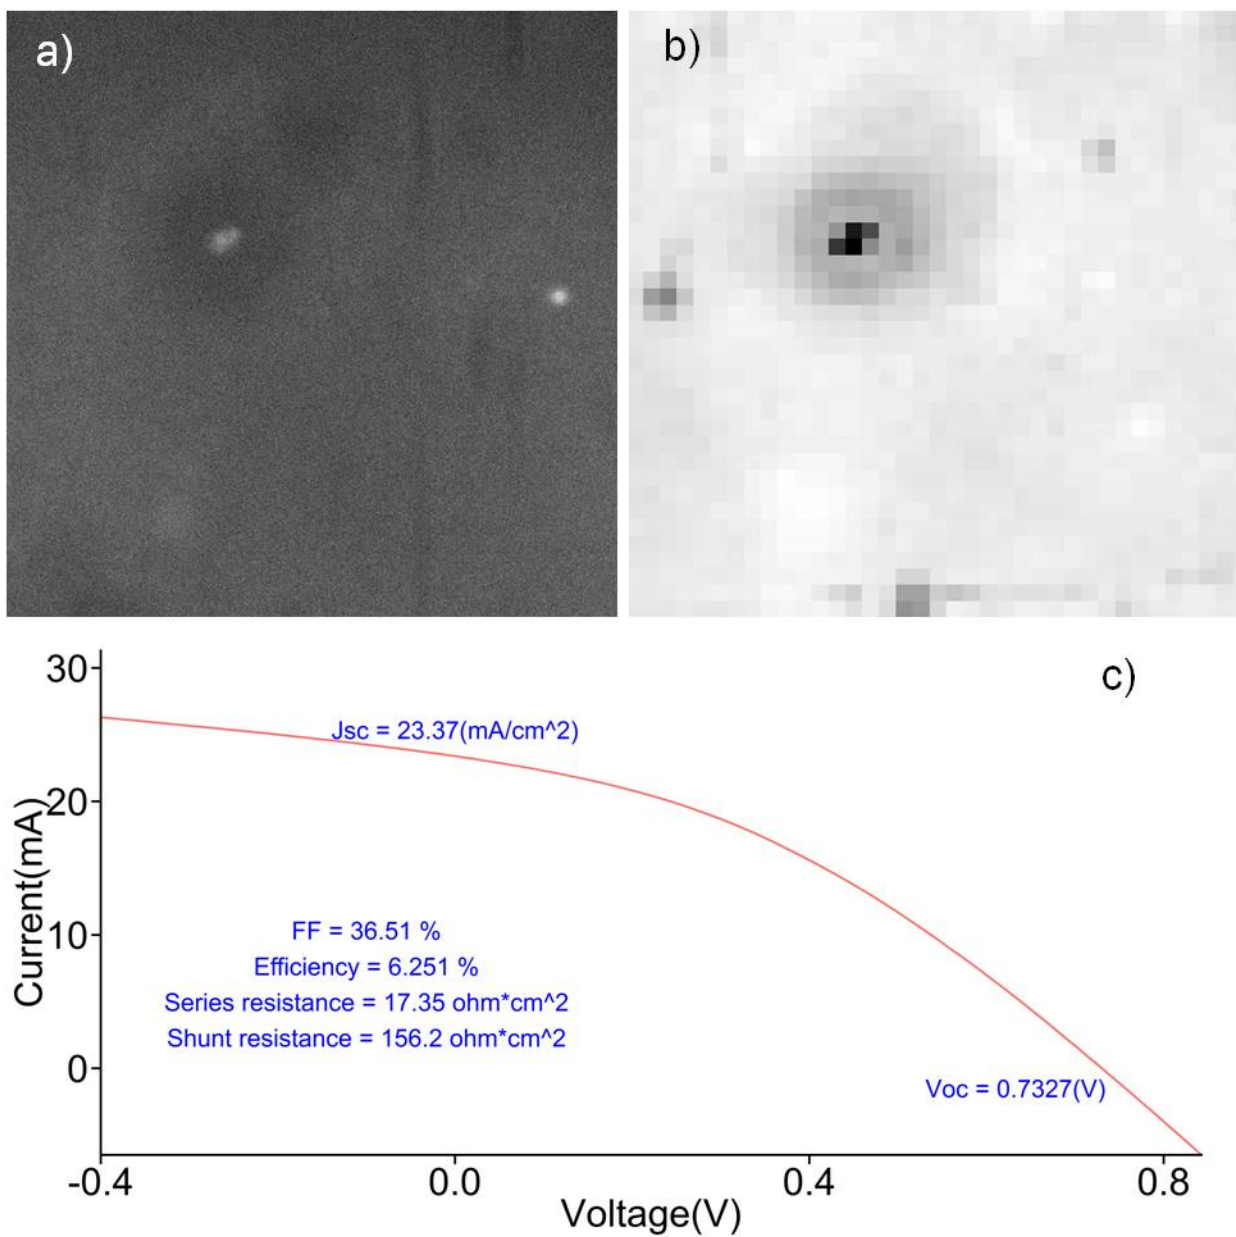 a)
b)
c)
30
20
10
0
Current(mA)
Jsc = 23.37(mA/cm^2)
FF = 36.51 %
Efficiency = 6.251 %
Series resistance = 17.35 ohm*cm^2
Shunt resistance = 156.2 ohm*cm^2
Voc = 0.7327(V)
-0.4
0.0
0.4
0.8
Voltage(V)